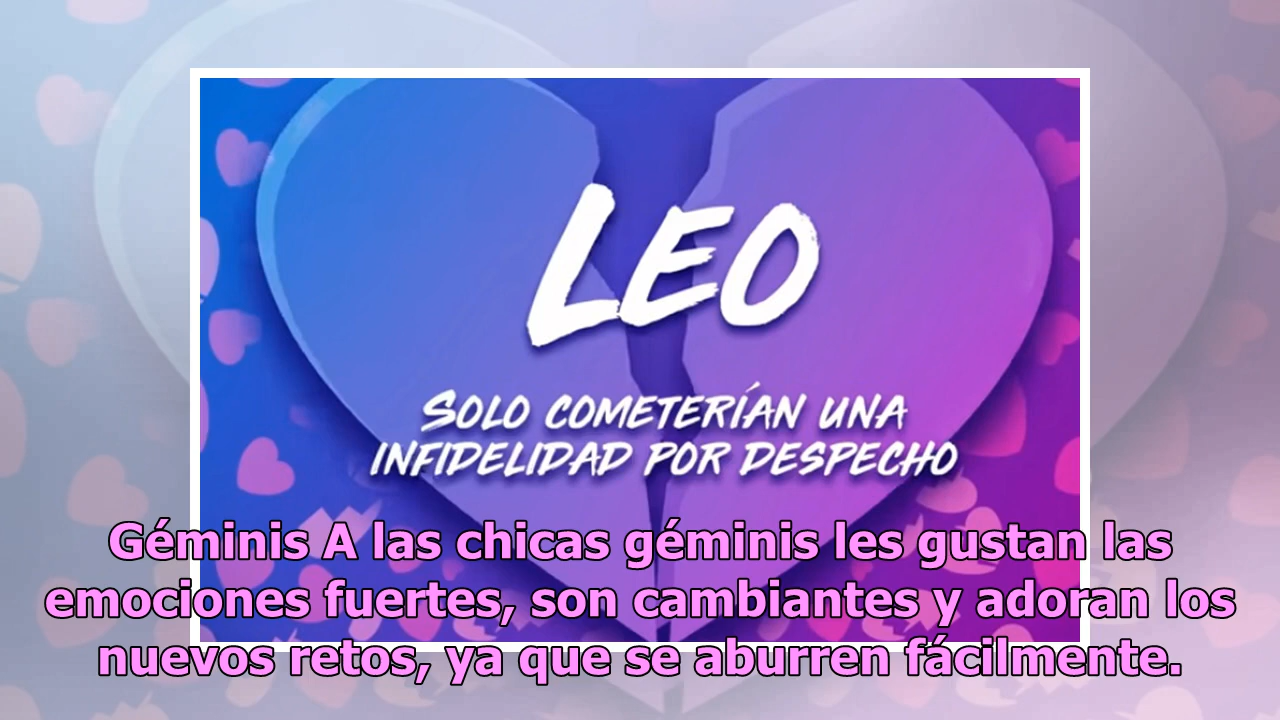 LEO
SOLO COMETERÍAN UNA
INFIDELIDAD POR DESPECHO
Géminis A las chicas géminis les gustan las
emociones fuertes, son cambiantes y adoran los
nuevos retos, ya que se aburren fácilmente.